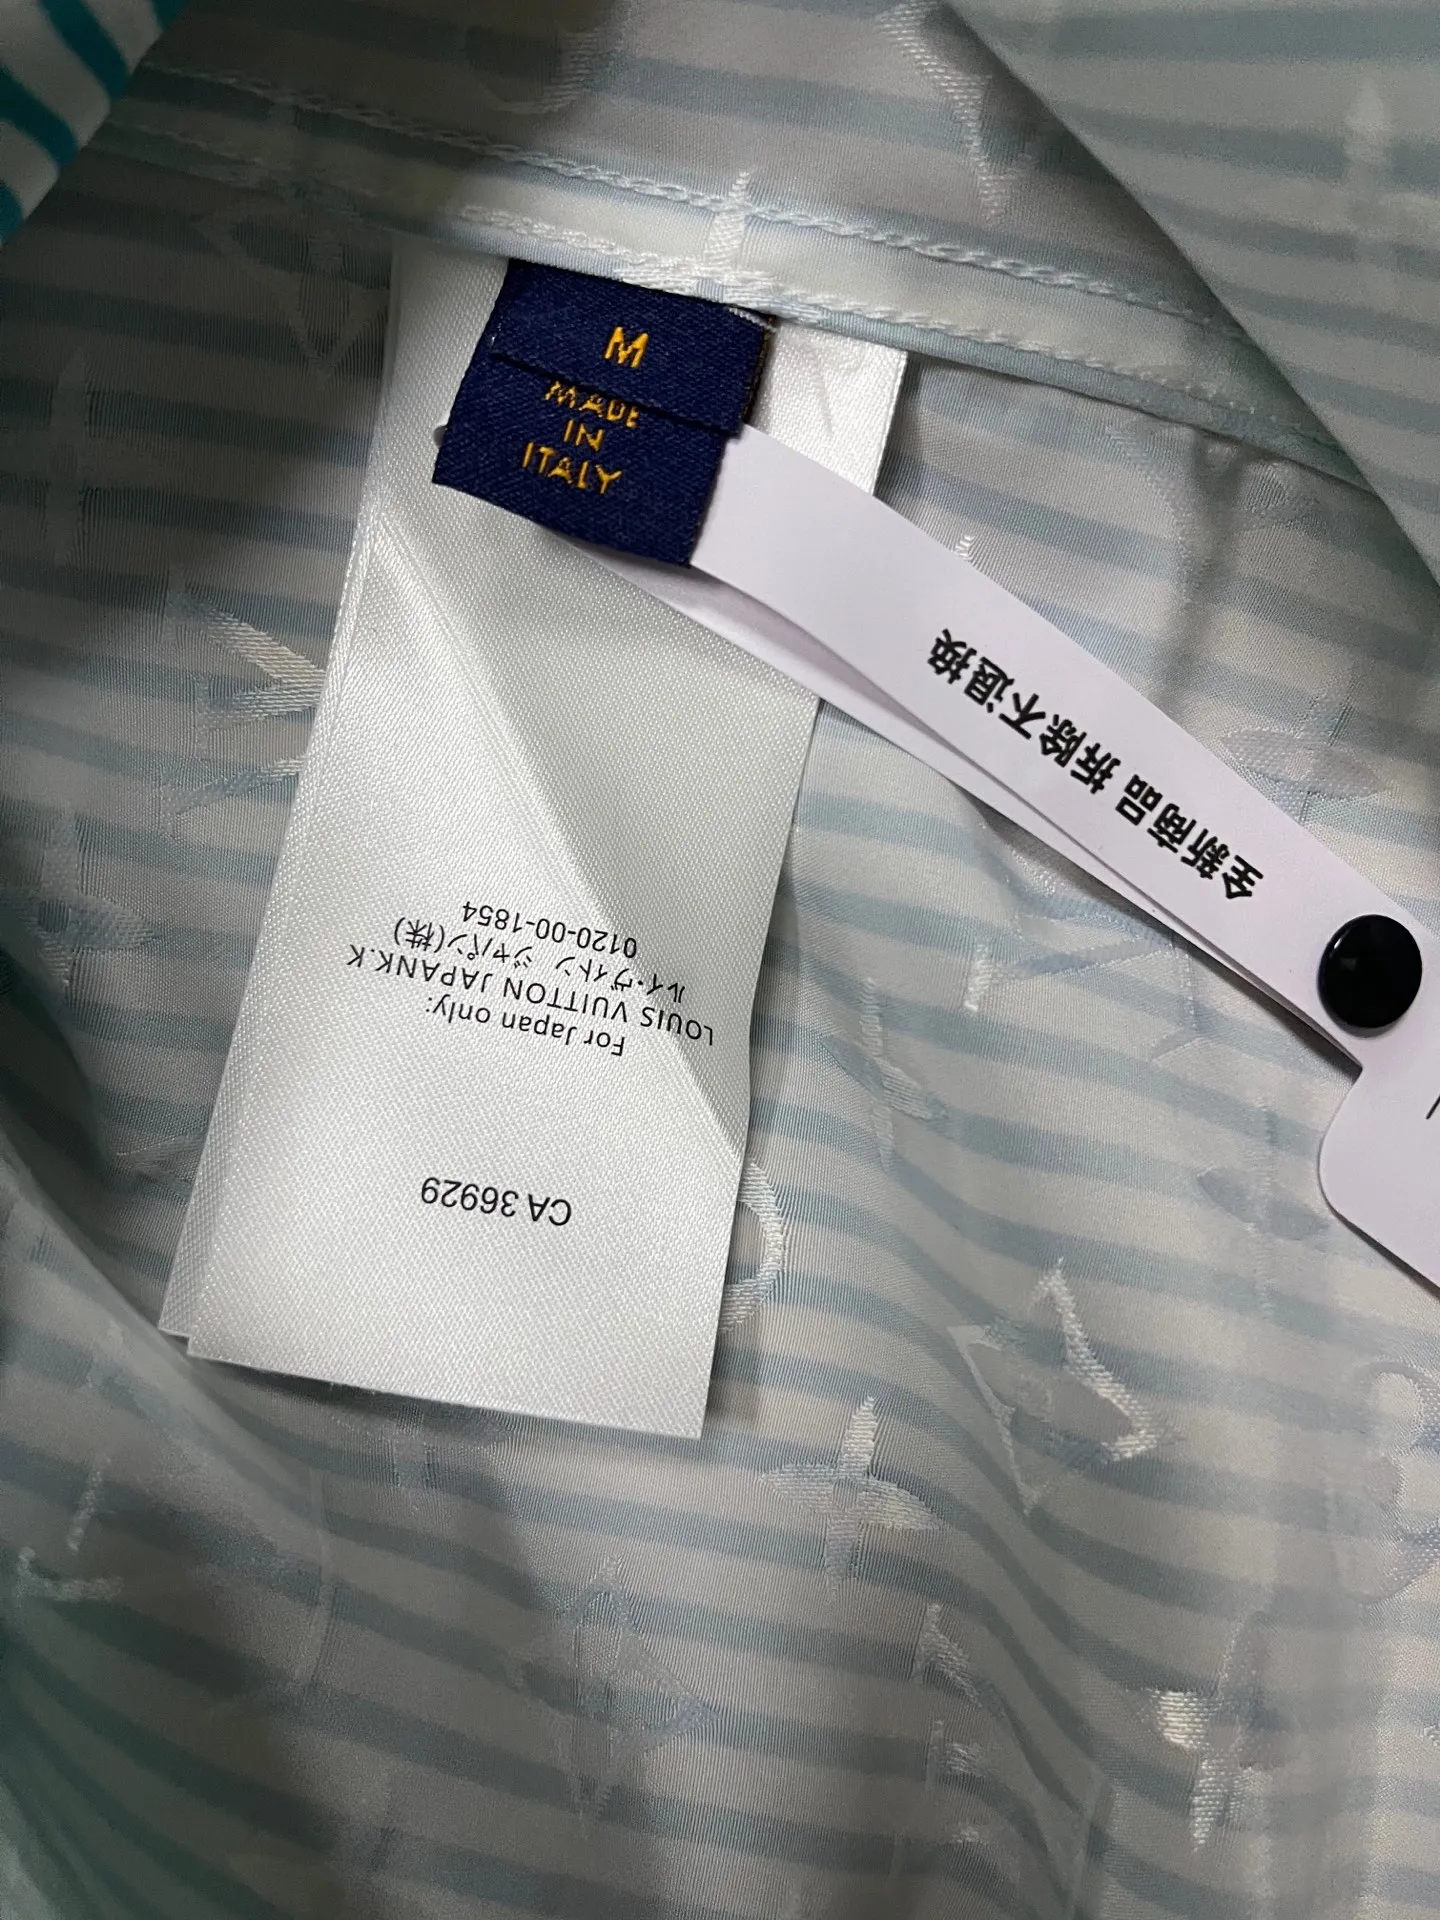 M
MADE
IN
ITALY
全新商品 拆除不退换
For Japan only:
LOUIS VUITTON JAPANK.K
ルイ・ヴィトン ジャパン(株)
0120-00-1854
CA 36929